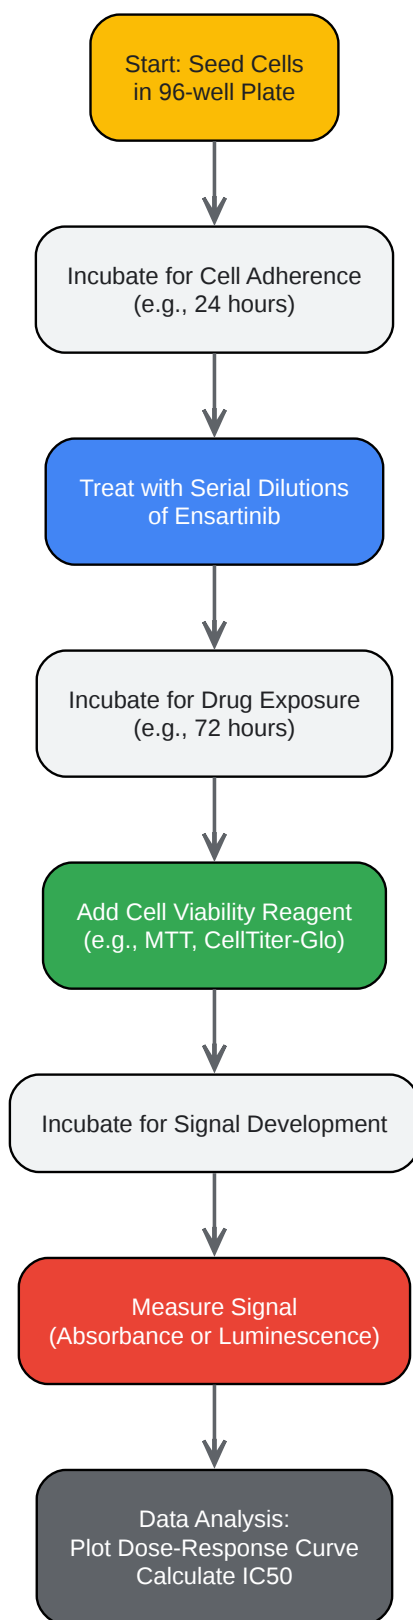 Start: Seed Cells
in 96-well Plate
Incubate for Cell Adherence
(e.g., 24 hours)
Treat with Serial Dilutions
of Ensartinib
Incubate for Drug Exposure
(e.g., 72 hours)
Add Cell Viability Reagent
(e.g., MTT, CellTiter-Glo)
Incubate for Signal Development
Measure Signal
(Absorbance or Luminescence)
Data Analysis:
Plot Dose-Response Curve
Calculate IC50